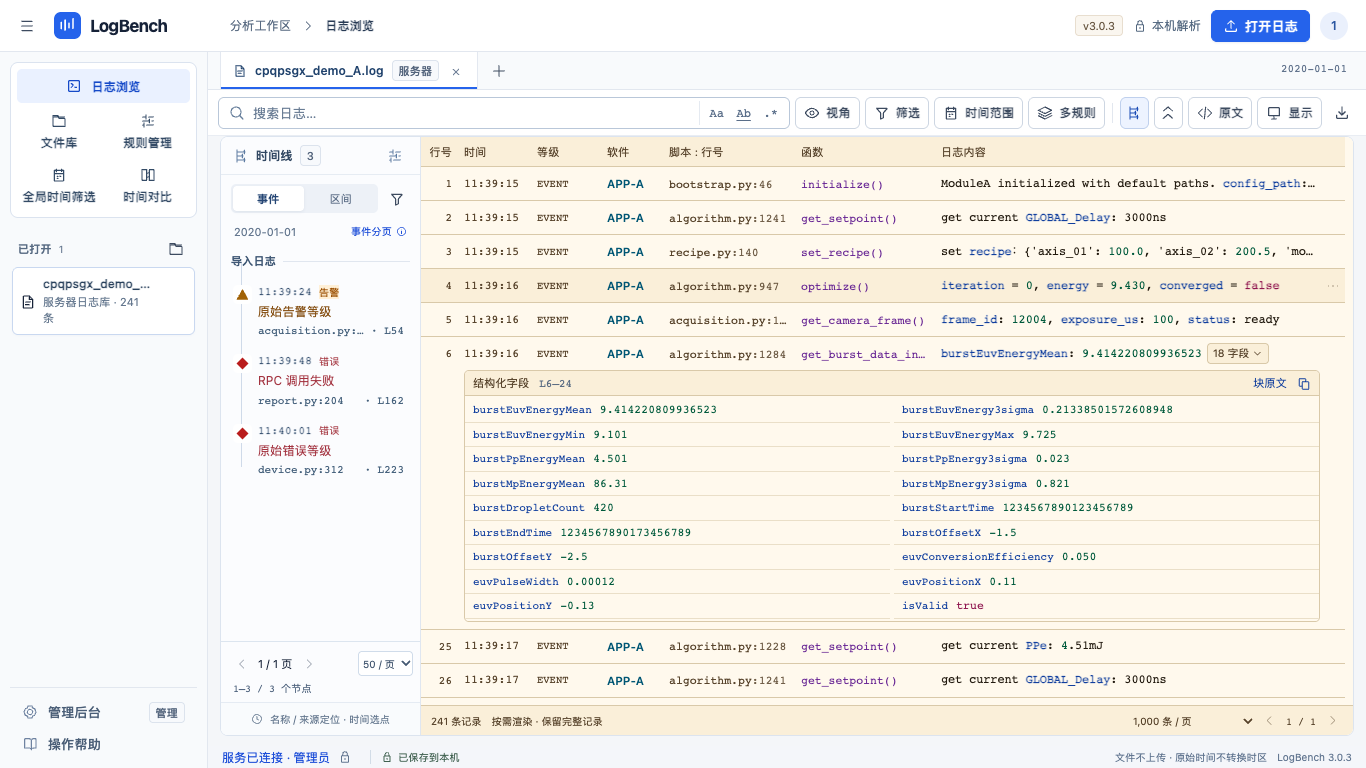 LogBench
分析工作区 > 日志浏览
v3.0.3
本机解析
打开日志
1
日志浏览
文件库
规则管理
全局时间筛选
时间对比
已打开 1
cpqpsgx_demo_...
服务器日志库 · 241
条
管理后台
管理
操作帮助
cpqpsgx_demo_A.log 服务器
2020-01-01
搜索日志...
Aa Ab .*
视角
筛选
时间范围
多规则
原文
显示
时间线 3
事件 区间
2020-01-01 事件分页
导入日志
11:39:24 告警
原始告警等级
acquisition.py:… · L54
11:39:48 错误
RPC 调用失败
report.py:204 · L162
11:40:01 错误
原始错误等级
device.py:312 · L223
1 / 1 页
50 / 页
1–3 / 3 个节点
名称 / 来源定位 · 时间选点
行号 时间 等级 软件 脚本 : 行号 函数 日志内容
1 11:39:15 EVENT APP-A bootstrap.py:46 initialize() ModuleA initialized with default paths. config_path:…
2 11:39:15 EVENT APP-A algorithm.py:1241 get_setpoint() get current GLOBAL_Delay: 3000ns
3 11:39:15 EVENT APP-A recipe.py:140 set_recipe() set recipe: {'axis_01': 100.0, 'axis_02': 200.5, 'mo…
4 11:39:16 EVENT APP-A algorithm.py:947 optimize() iteration = 0, energy = 9.430, converged = false ···
5 11:39:16 EVENT APP-A acquisition.py:1… get_camera_frame() frame_id: 12004, exposure_us: 100, status: ready
6 11:39:16 EVENT APP-A algorithm.py:1284 get_burst_data_in… burstEuvEnergyMean: 9.414220809936523 18 字段
结构化字段 L6–24 块原文
burstEuvEnergyMean 9.414220809936523 burstEuvEnergy3sigma 0.21338501572608948
burstEuvEnergyMin 9.101 burstEuvEnergyMax 9.725
burstPpEnergyMean 4.501 burstPpEnergy3sigma 0.023
burstMpEnergyMean 86.31 burstMpEnergy3sigma 0.821
burstDropletCount 420 burstStartTime 1234567890123456789
burstEndTime 1234567890173456789 burstOffsetX -1.5
burstOffsetY -2.5 euvConversionEfficiency 0.050
euvPulseWidth 0.00012 euvPositionX 0.11
euvPositionY -0.13 isValid true
25 11:39:17 EVENT APP-A algorithm.py:1228 get_setpoint() get current PPe: 4.51mJ
26 11:39:17 EVENT APP-A algorithm.py:1241 get_setpoint() get current GLOBAL_Delay: 3000ns
241 条记录 按需渲染 · 保留完整记录 1,000 条 / 页 1 / 1
服务已连接 · 管理员 已保存到本机 文件不上传 · 原始时间不转换时区 LogBench 3.0.3